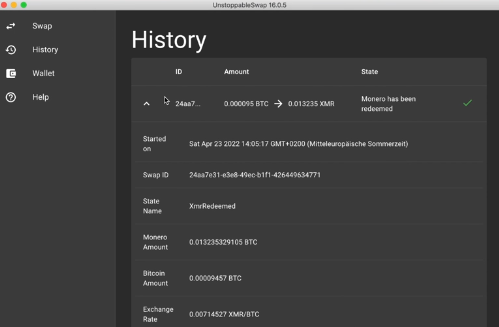 UnstoppableSwap 16.0.5
Swap
History
Wallet
Help
History
ID Amount State
24aa7... 0.000095 BTC → 0.013235 XMR Monero has been
redeemed
Started
on
Sat Apr 23 2022 14:05:17 GMT+0200 (Mitteleuropäische Sommerzeit)
Swap ID 24aa7e31-e3e8-49ec-b1f1-426449634771
State
Name
XmrRedeemed
Monero
Amount
0.013235329105 BTC
Bitcoin
Amount
0.00009457 BTC
Exchange
Rate
0.00714527 XMR/BTC